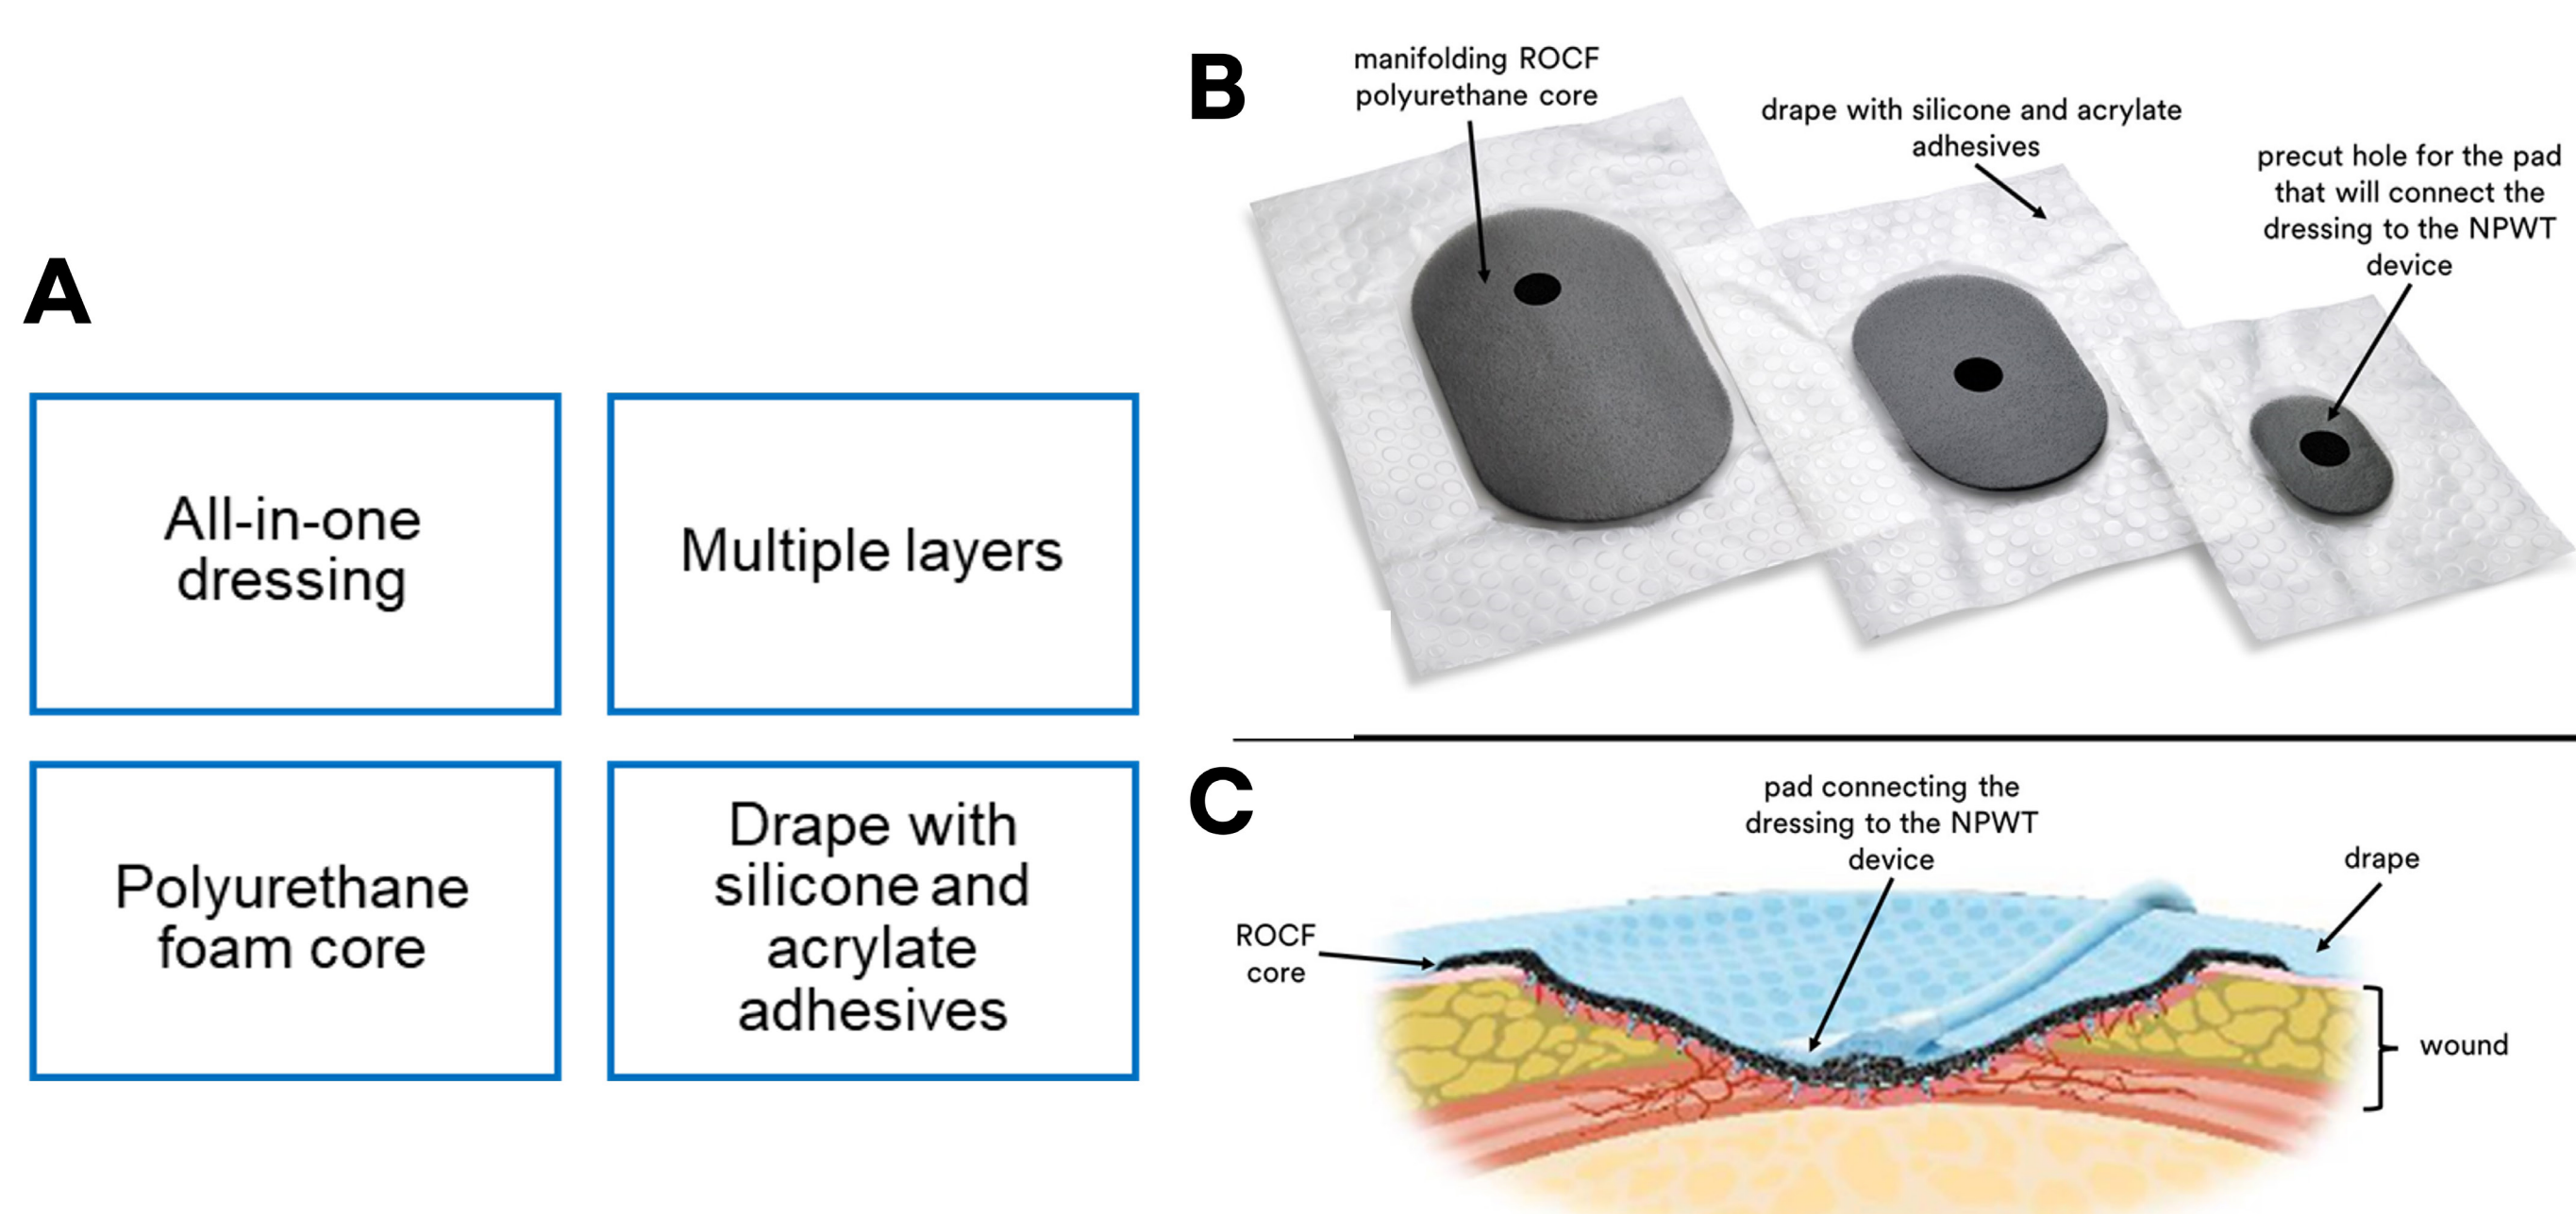 A
All-in-one
dressing
Multiple layers
Polyurethane
foam core
Drape with
silicone and
acrylate
adhesives
B
manifolding ROCF
polyurethane core
drape with silicone and acrylate
adhesives
precut hole for the pad
that will connect the
dressing to the NPWT
device
C
pad connecting the
dressing to the NPWT
device
drape
ROCF
core
wound